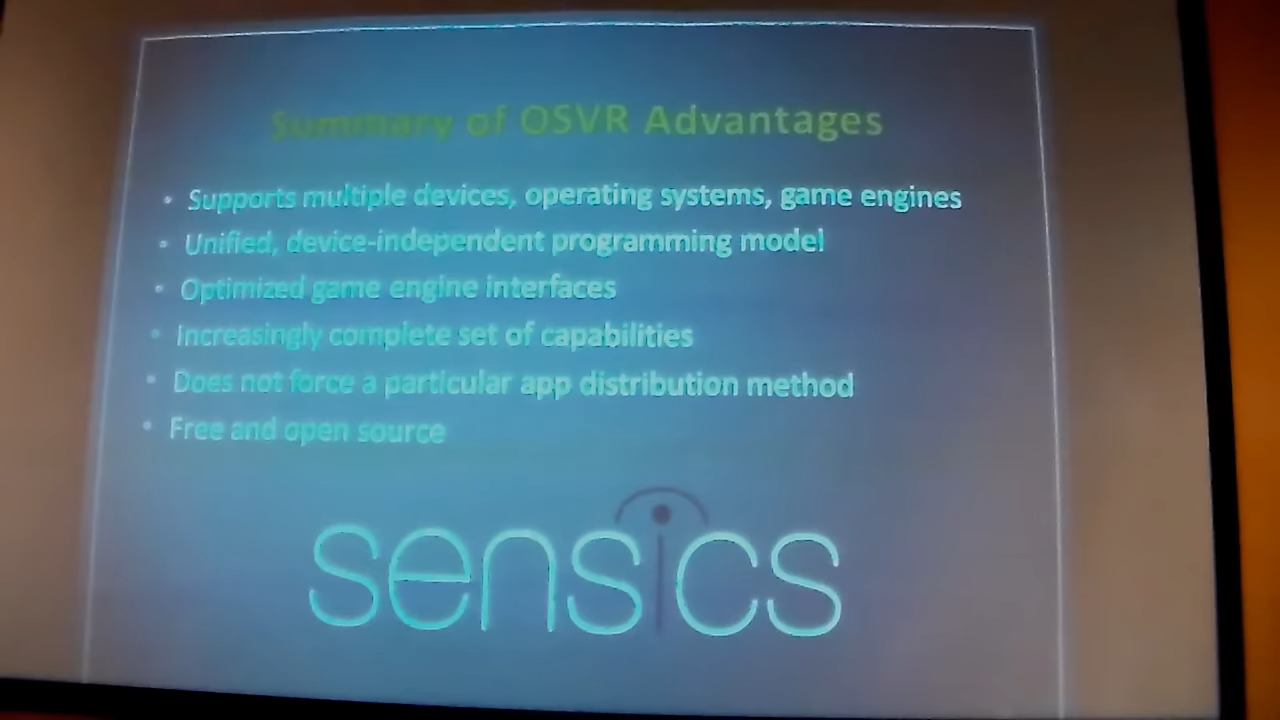 Summary of OSVR Advantages
• Supports multiple devices, operating systems, game engines
• Unified, device-independent programming model
• Optimized game engine interfaces
• Increasingly complete set of capabilities
• Does not force a particular app distribution method
• Free and open source
sensics